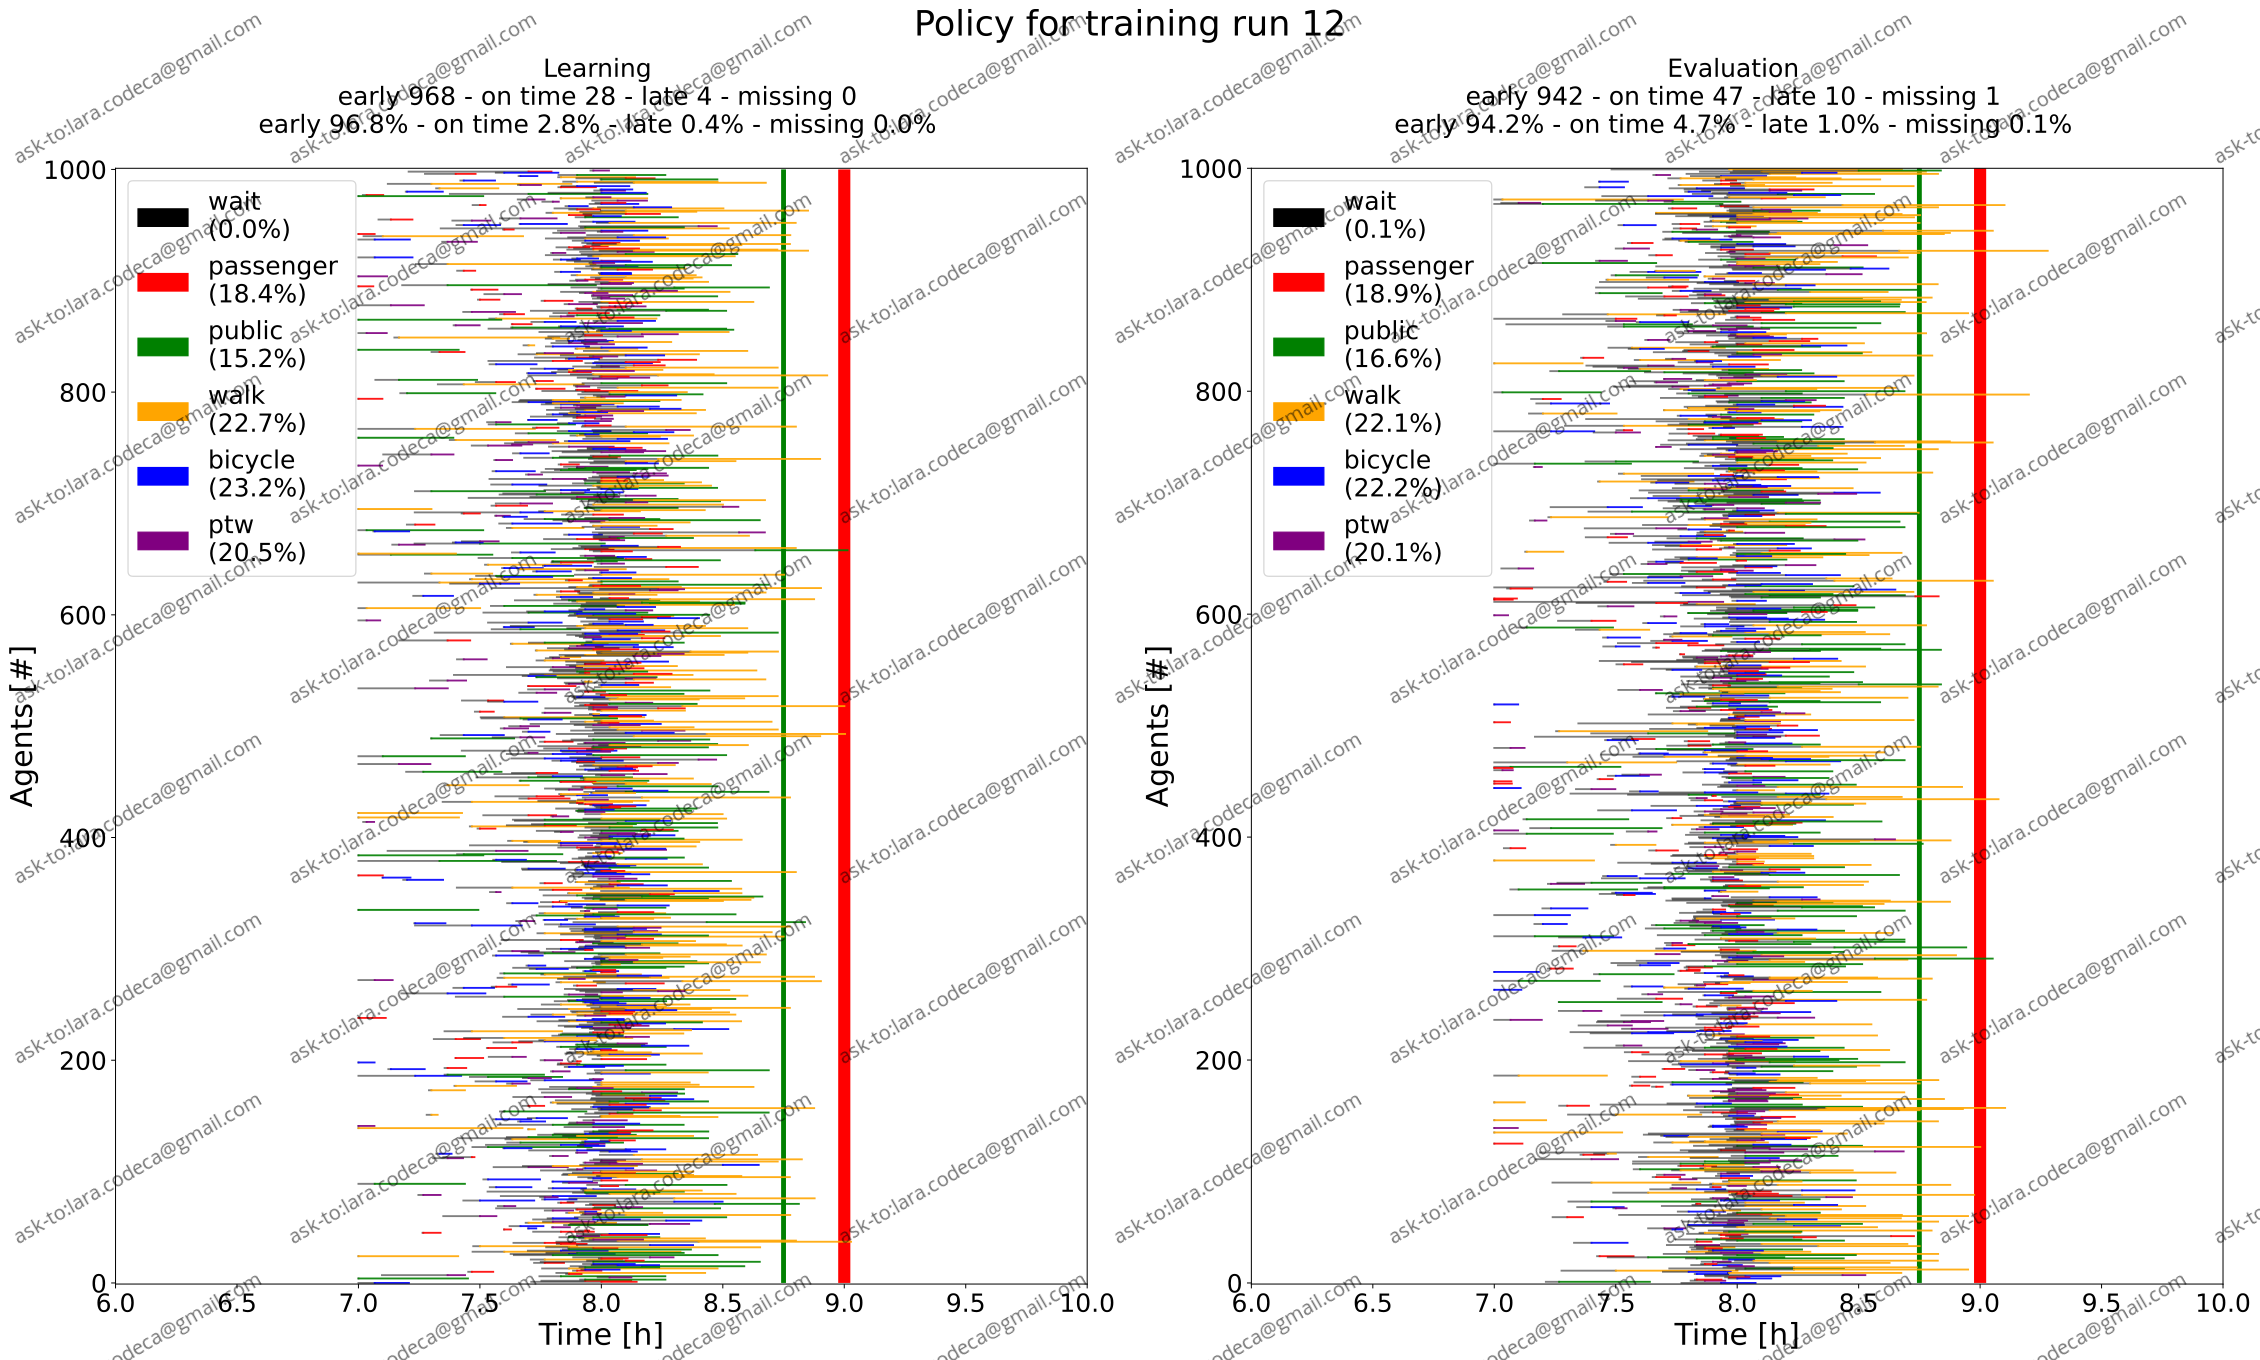 Policy for training run 12
Learning
early 968 - on time 28 - late 4 - missing 0
early 96.8% - on time 2.8% - late 0.4% - missing 0.0%
1000
800
600
400
200
0
Agents [#]
wait
(0.0%)
passenger
(18.4%)
public
(15.2%)
walk
(22.7%)
bicycle
(23.2%)
ptw
(20.5%)
6.0 6.5 7.0 7.5 8.0 8.5 9.0 9.5 10.0
Time [h]
Evaluation
early 942 - on time 47 - late 10 - missing 1
early 94.2% - on time 4.7% - late 1.0% - missing 0.1%
1000
800
600
400
200
0
Agents [#]
wait
(0.1%)
passenger
(18.9%)
public
(16.6%)
walk
(22.1%)
bicycle
(22.2%)
ptw
(20.1%)
6.0 6.5 7.0 7.5 8.0 8.5 9.0 9.5 10.0
Time [h]
ask-to:lara.codeca@gmail.com